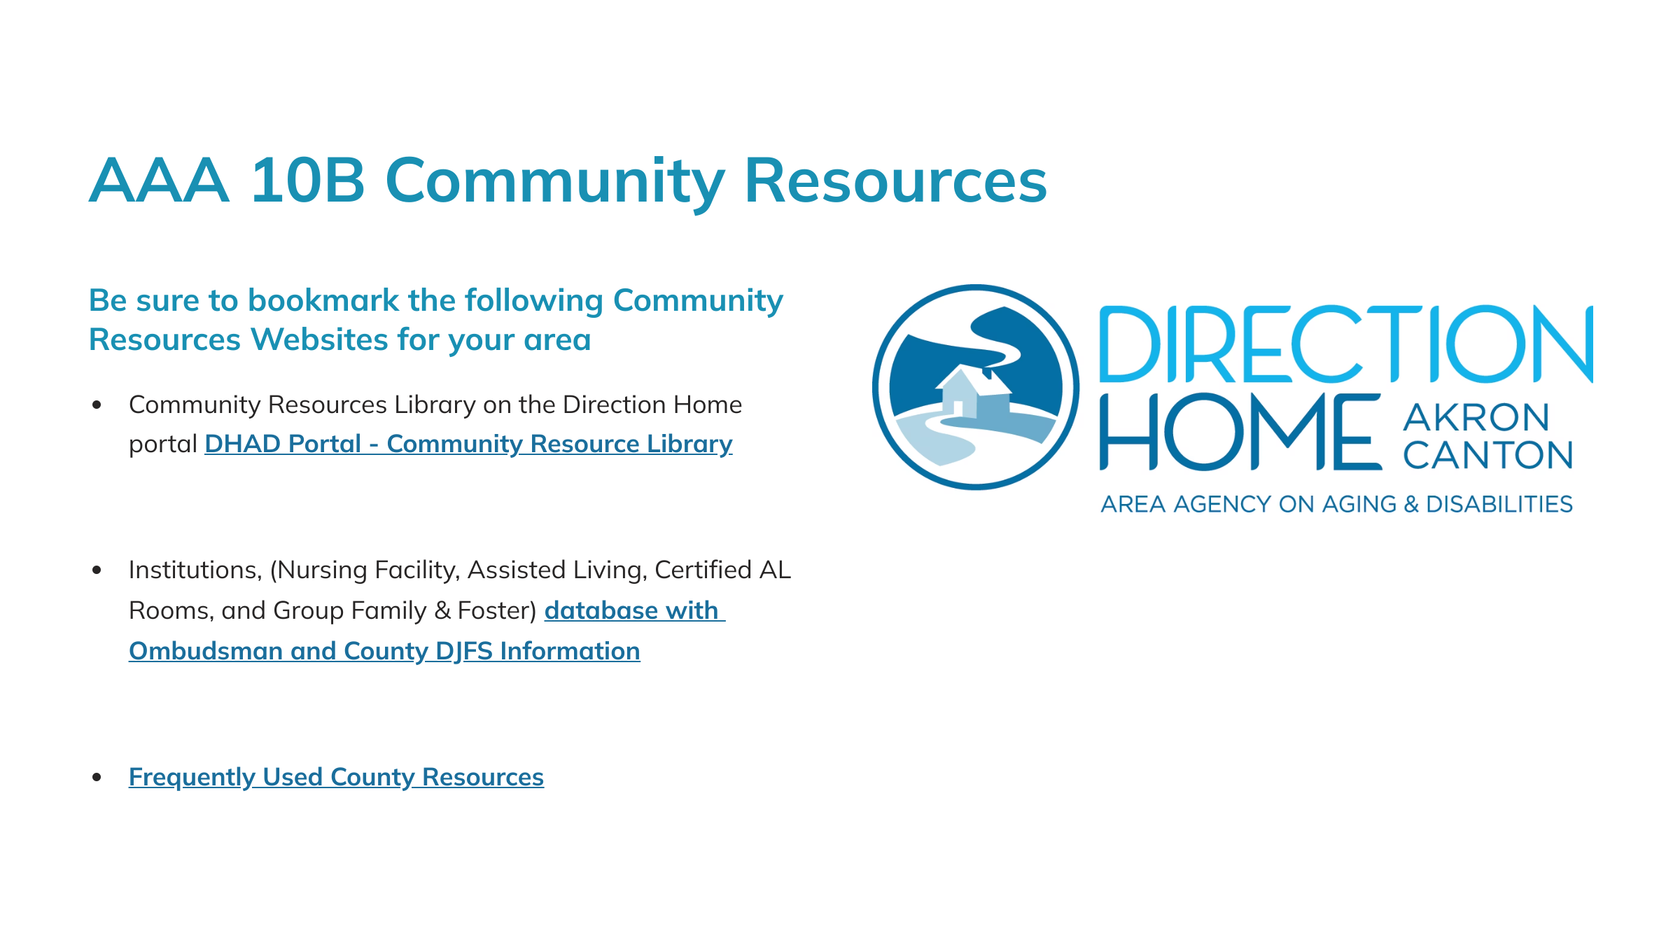 AAA 10B Community Resources
Be sure to bookmark the following Community
Resources Websites for your area
• Community Resources Library on the Direction Home
portal DHAD Portal - Community Resource Library
• Institutions, (Nursing Facility, Assisted Living, Certified AL
Rooms, and Group Family & Foster) database with
Ombudsman and County DJFS Information
• Frequently Used County Resources
DIRECTION
HOME AKRON
CANTON
AREA AGENCY ON AGING & DISABILITIES